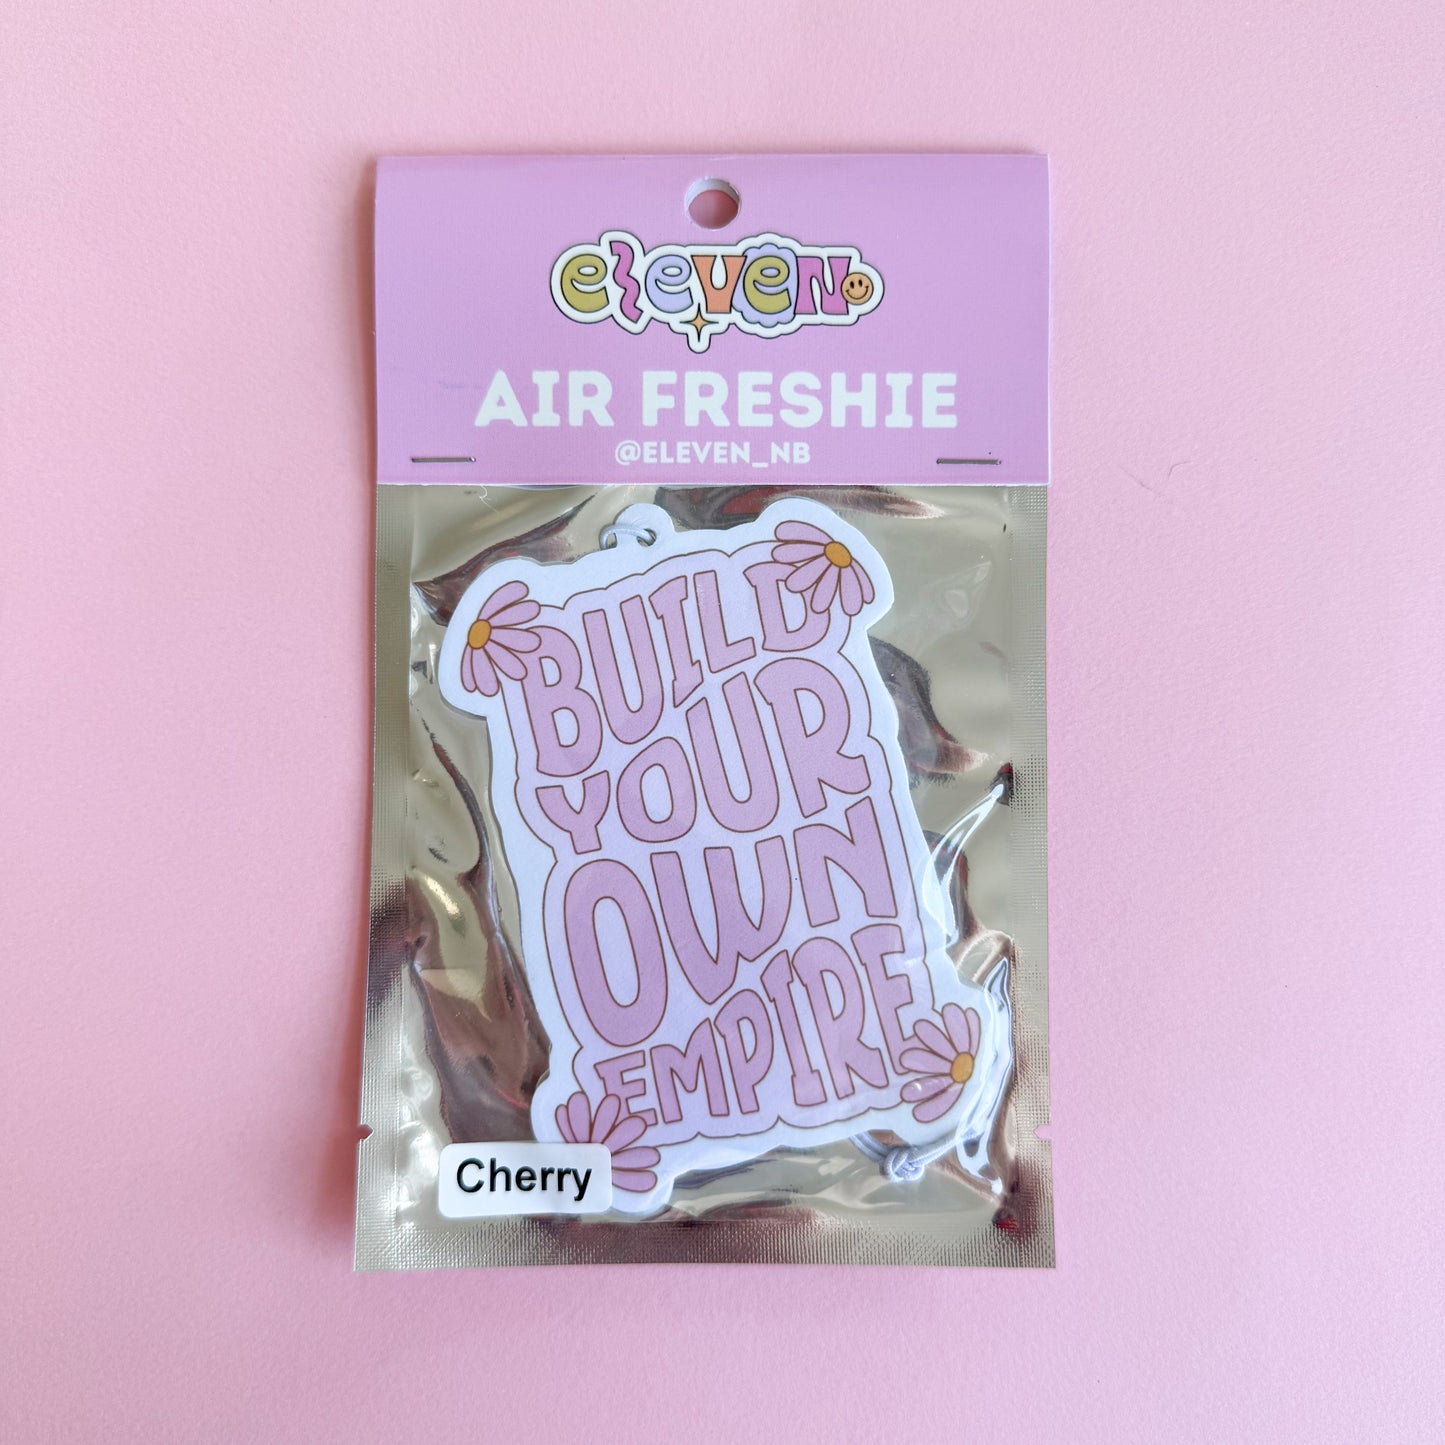 eleven
AIR FRESHIE
@ELEVEN_NB
BUILD
YOUR
OWN
EMPIRE
Cherry